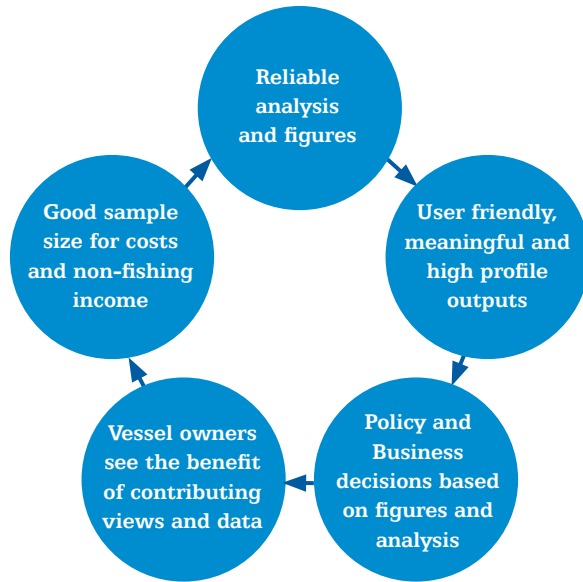 Reliable
analysis
and figures
User friendly,
meaningful and
high profile
outputs
Policy and
Business
decisions based
on figures and
analysis
Vessel owners
see the benefit
of contributing
views and data
Good sample
size for costs
and non-fishing
income